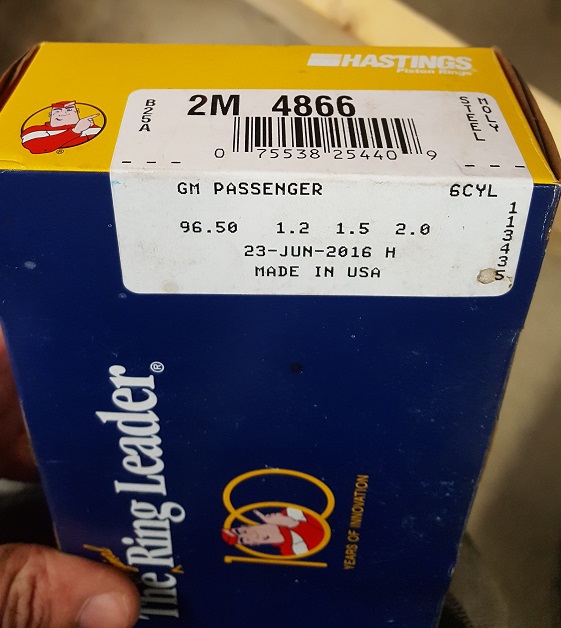 HASTINGS
Piston Rings
B25A
2M 4866
STEEL
MOLY
0 75538 25440 9
GM PASSENGER 6CYL
96.50 1.2 1.5 2.0
23-JUN-2016 H
MADE IN USA
113435
The Ring Leader®
100
YEARS OF INNOVATION